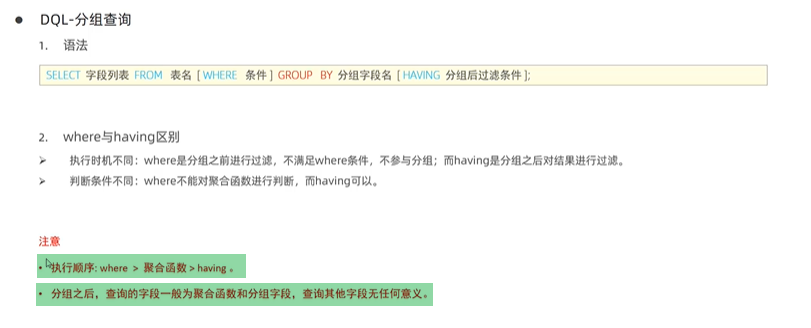 ● DQL-分组查询
1. 语法
SELECT 字段列表 FROM 表名 [ WHERE 条件 ] GROUP BY 分组字段名 [ HAVING 分组后过滤条件 ];
2. where与having区别
➢ 执行时机不同：where是分组之前进行过滤，不满足where条件，不参与分组；而having是分组之后对结果进行过滤。
➢ 判断条件不同：where不能对聚合函数进行判断，而having可以。
注意
• 执行顺序: where > 聚合函数 > having 。
• 分组之后，查询的字段一般为聚合函数和分组字段，查询其他字段无任何意义。